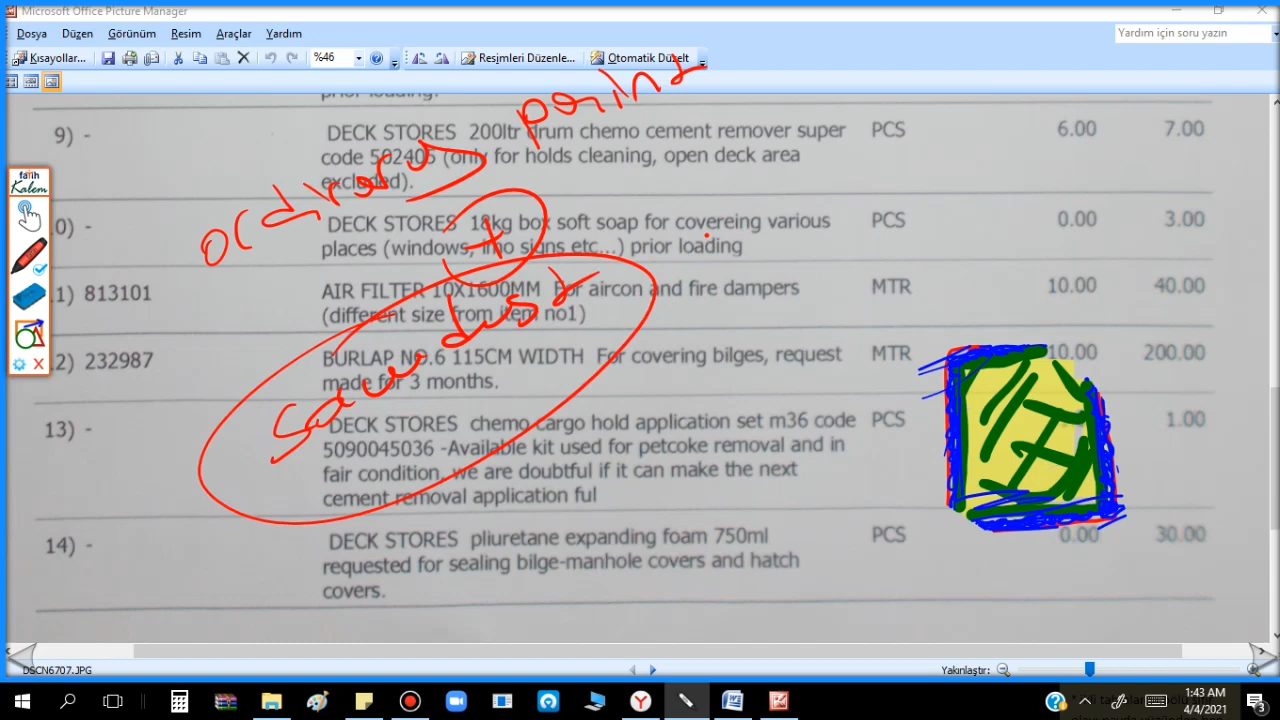 Microsoft Office Picture Manager
Dosya Düzen Görünüm Resim Araçlar Yardım
Yardım için soru yazın
Kısayollar... %46 Resimleri Düzenle... Otomatik Düzelt
prior loading.
9) - DECK STORES 200ltr drum chemo cement remover super PCS 6.00 7.00
code 502405 (only for holds cleaning, open deck area
excluded).
0) - DECK STORES 18kg box soft soap for covereing various PCS 0.00 3.00
places (windows, imo signs etc...) prior loading
1) 813101 AIR FILTER 10X1600MM For aircon and fire dampers MTR 10.00 40.00
(different size from item no1)
2) 232987 BURLAP NO.6 115CM WIDTH For covering bilges, request MTR 10.00 200.00
made for 3 months.
13) - DECK STORES chemo cargo hold application set m36 code PCS 1.00
5090045036 -Available kit used for petcoke removal and in
fair condition, we are doubtful if it can make the next
cement removal application ful
14) - DECK STORES pliuretane expanding foam 750ml PCS 0.00 30.00
requested for sealing bilge-manhole covers and hatch
covers.
fatih
Kalem
+
dust
DSCN6707.JPG
Yakınlaştır:
1:43 AM
4/4/2021
3